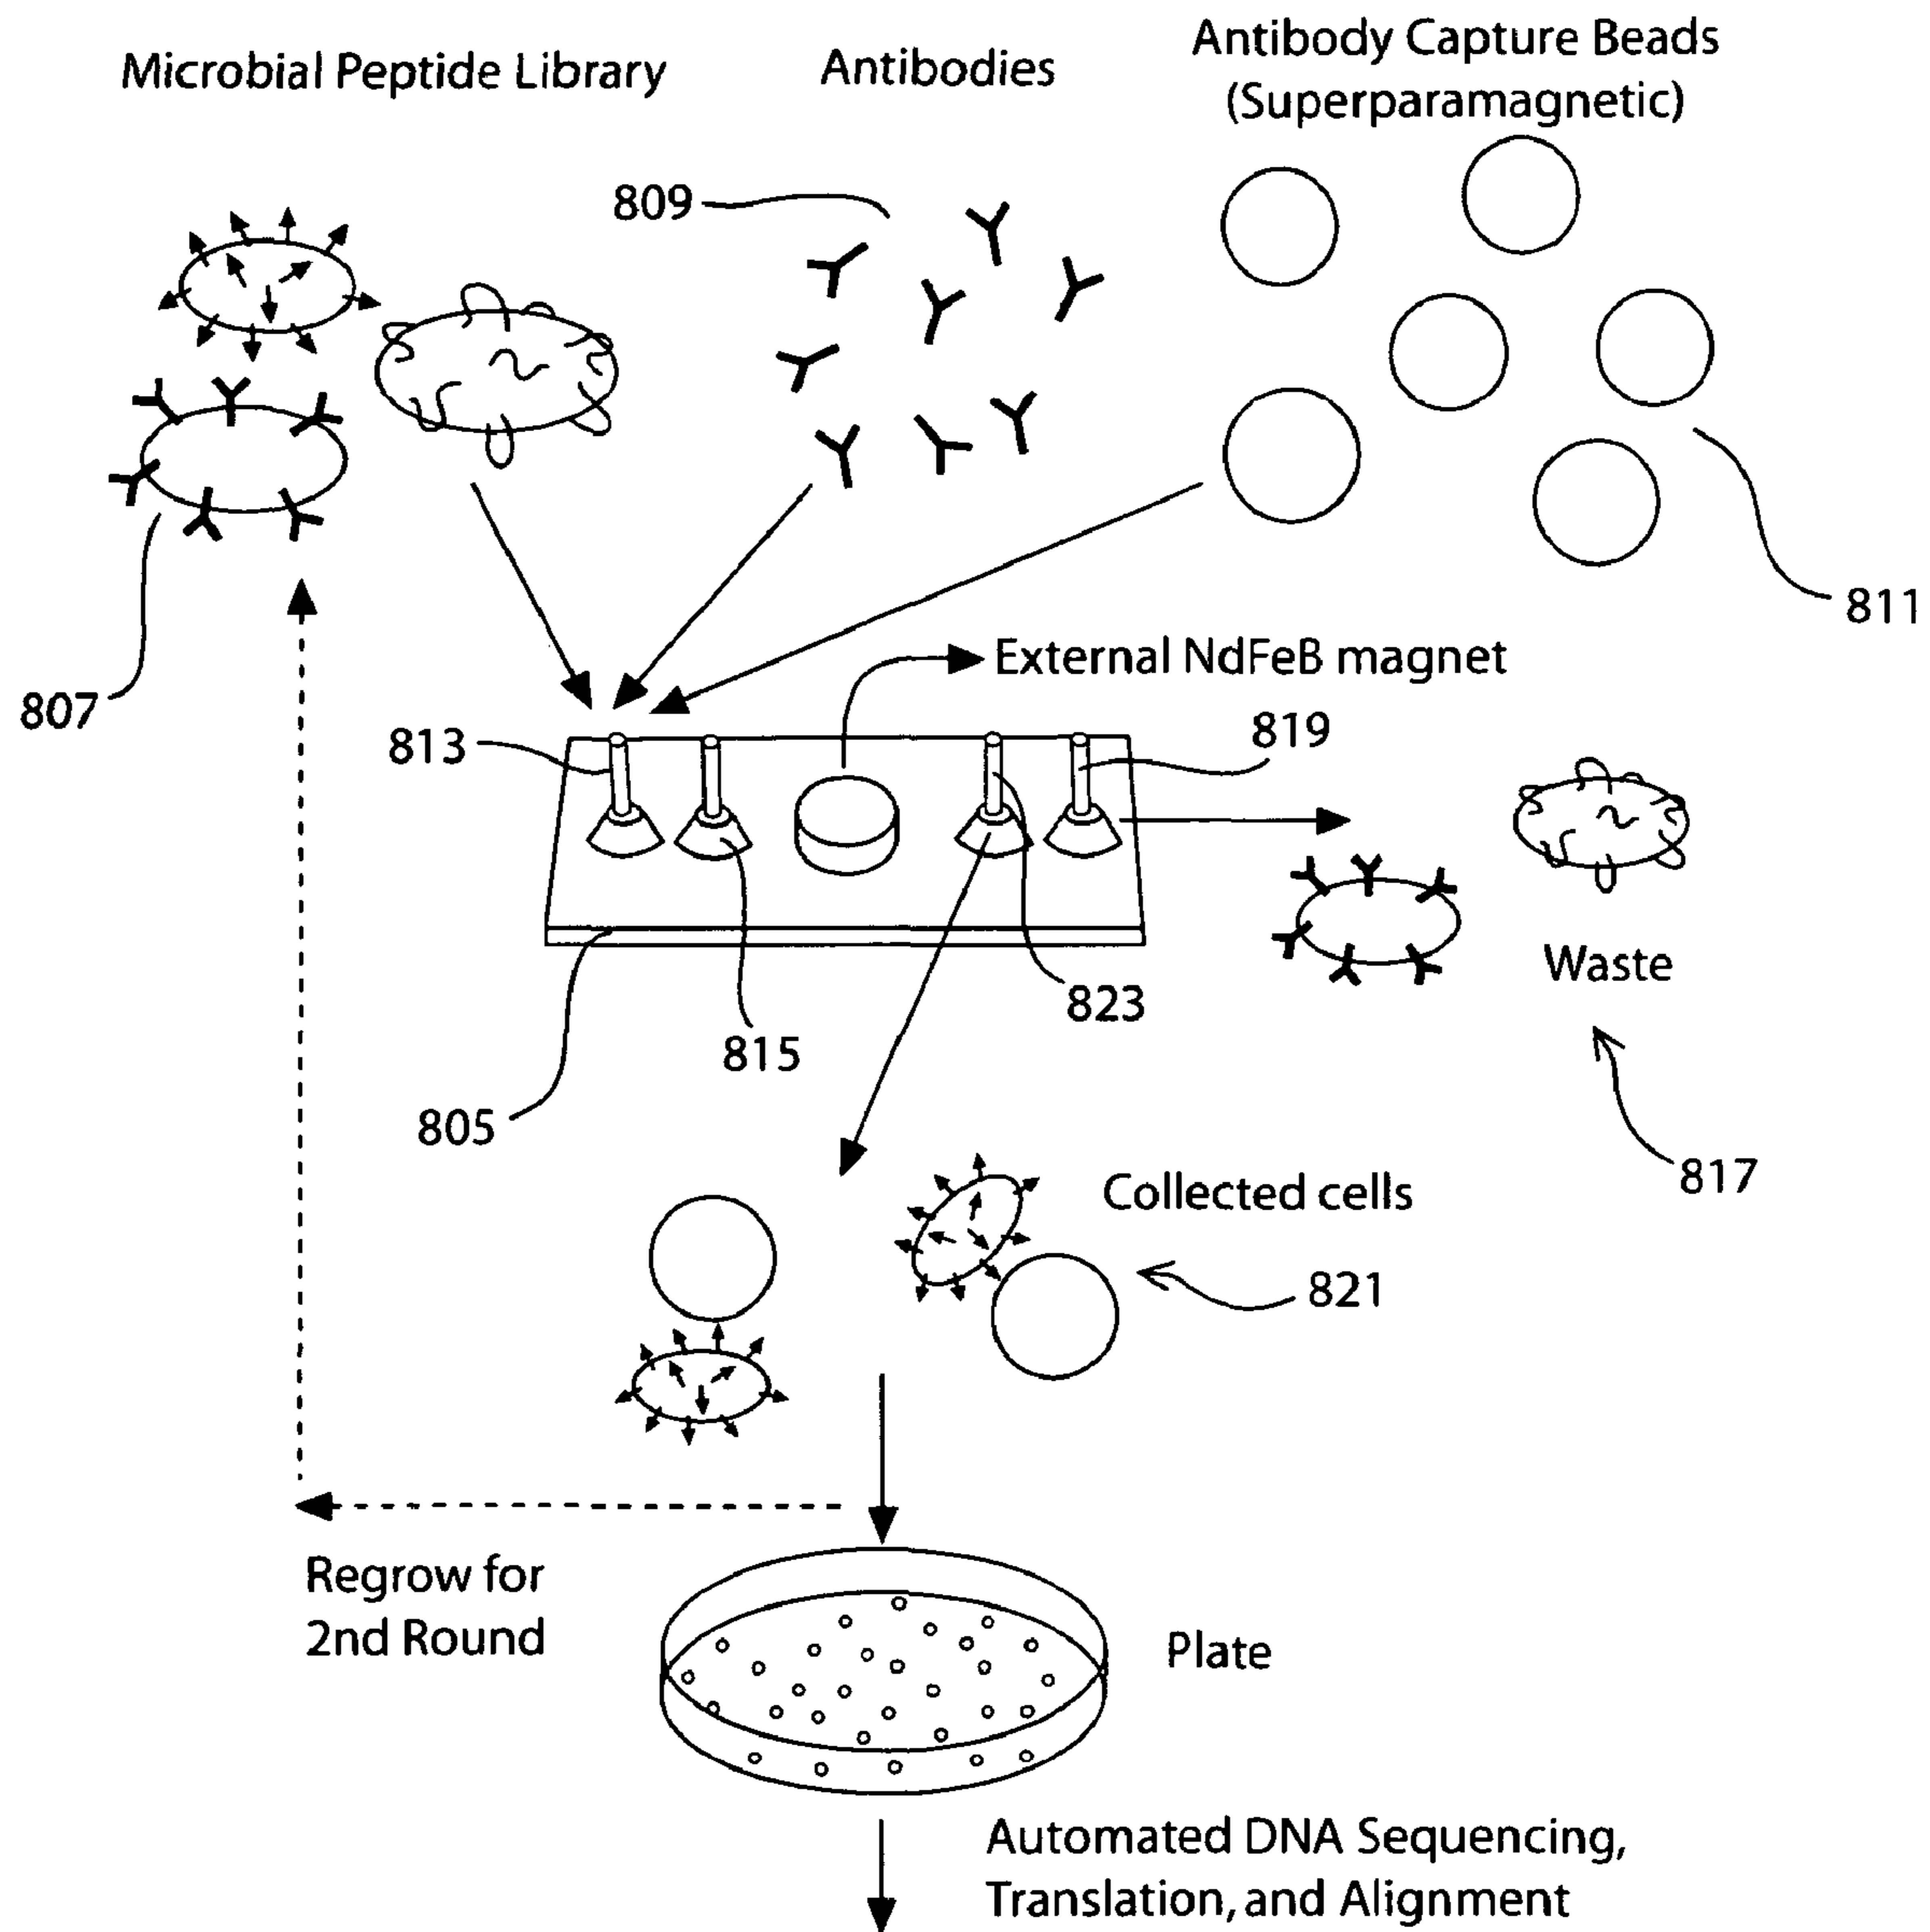 Microbial Peptide Library
Antibodies
Antibody Capture Beads
(Superparamagnetic)
809
811
807
External NdFeB magnet
813
819
823
815
805
Waste
817
Collected cells
821
Regrow for
2nd Round
Plate
Automated DNA Sequencing,
Translation, and Alignment